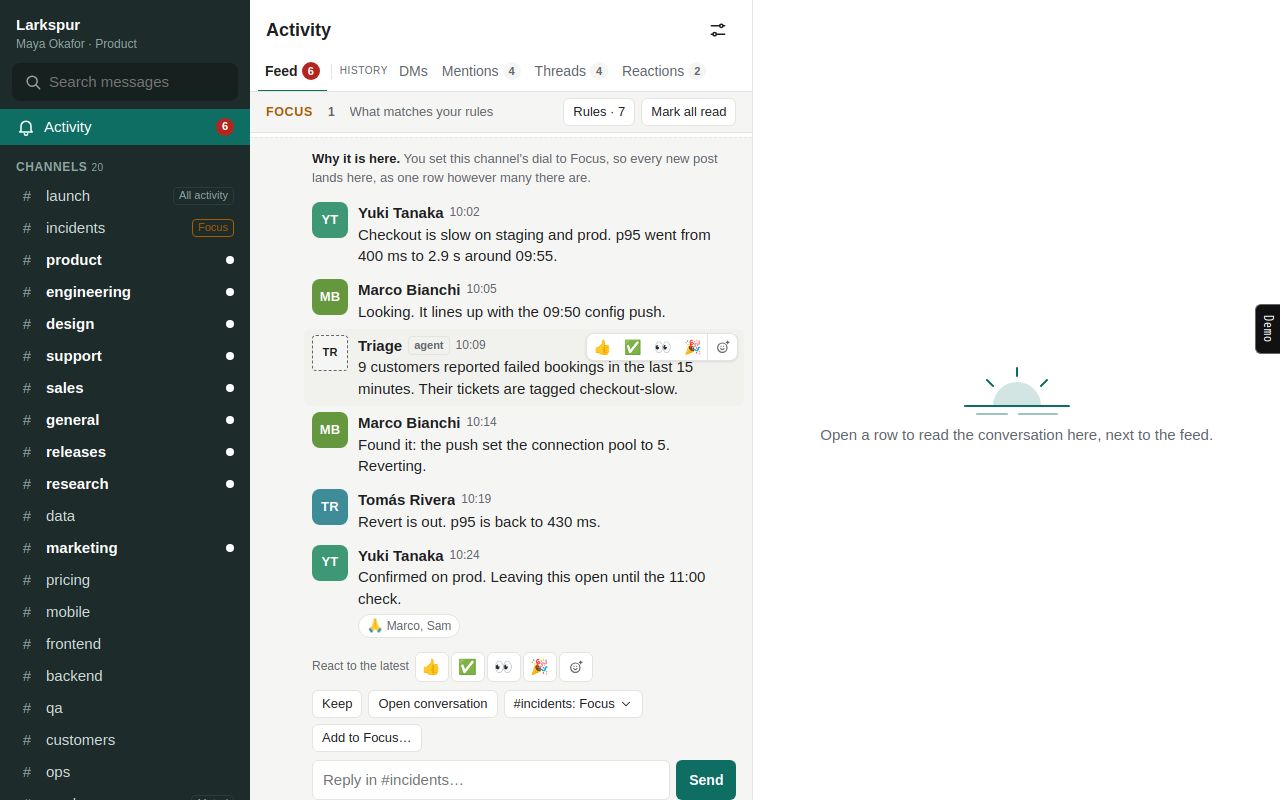 Larkspur
Maya Okafor · Product
Search messages
Activity 6
CHANNELS 20
# launch All activity
# incidents Focus
# product
# engineering
# design
# support
# sales
# general
# releases
# research
# data
# marketing
# pricing
# mobile
# frontend
# backend
# qa
# customers
# ops
Activity
Feed 6 HISTORY DMs Mentions 4 Threads 4 Reactions 2
FOCUS 1 What matches your rules Rules · 7 Mark all read
Why it is here. You set this channel's dial to Focus, so every new post
lands here, as one row however many there are.
YT Yuki Tanaka 10:02
Checkout is slow on staging and prod. p95 went from
400 ms to 2.9 s around 09:55.
MB Marco Bianchi 10:05
Looking. It lines up with the 09:50 config push.
TR Triage agent 10:09
9 customers reported failed bookings in the last 15
minutes. Their tickets are tagged checkout-slow.
MB Marco Bianchi 10:14
Found it: the push set the connection pool to 5.
Reverting.
TR Tomás Rivera 10:19
Revert is out. p95 is back to 430 ms.
YT Yuki Tanaka 10:24
Confirmed on prod. Leaving this open until the 11:00
check.
🙏 Marco, Sam
React to the latest 👍 ✅ 👀 🎉
Keep Open conversation #incidents: Focus
Add to Focus…
Reply in #incidents… Send
Open a row to read the conversation here, next to the feed.
Demo